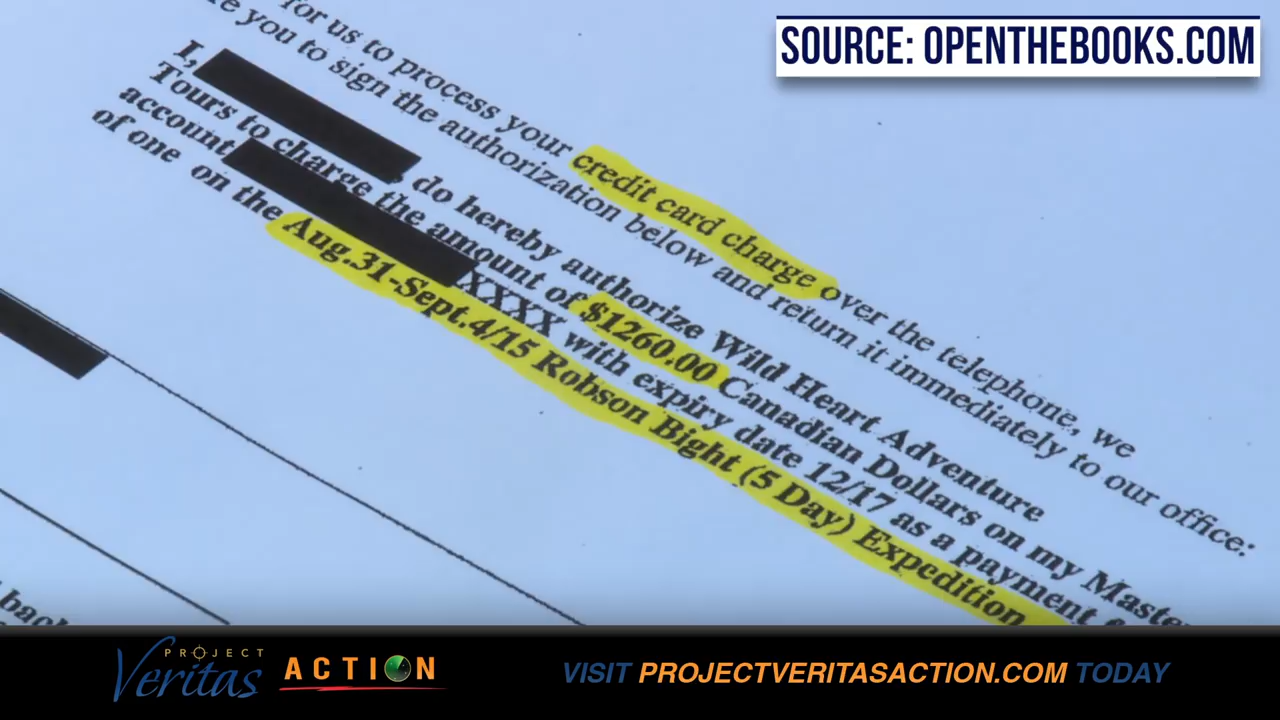 SOURCE: OPENTHEBOOKS.COM
for us to process your credit card charge over the telephone, we
re you to sign the authorization below and return it immediately to our office:
I, , do hereby authorize Wild Heart Adventure
Tours to charge the amount of $1260.00 Canadian Dollars on my Maste
account XXXX with expiry date 12/17 as a payment
of one on the Aug.31-Sept.4/15 Robson Bight (5 Day) Expedition
PROJECT
Veritas ACTION
VISIT PROJECTVERITASACTION.COM TODAY